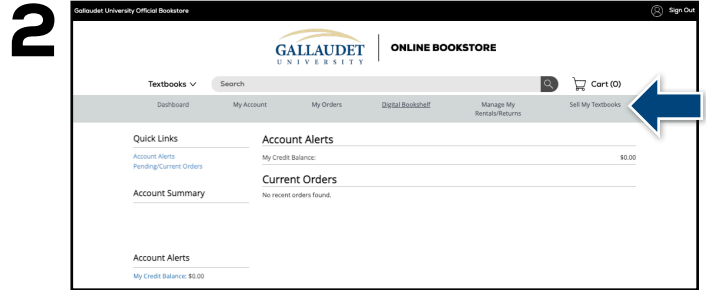 2
Gallaudet University Official Bookstore
Sign Out
GALLAUDET
UNIVERSITY
ONLINE BOOKSTORE
Textbooks
Search
Cart (0)
Dashboard
My Account
My Orders
Digital Bookshelf
Manage My
Rentals/Returns
Sell My Textbooks
Quick Links
Account Alerts
Pending/Current Orders
Account Summary
Account Alerts
My Credit Balance: $0.00
Account Alerts
My Credit Balance: $0.00
Current Orders
No recent orders found.